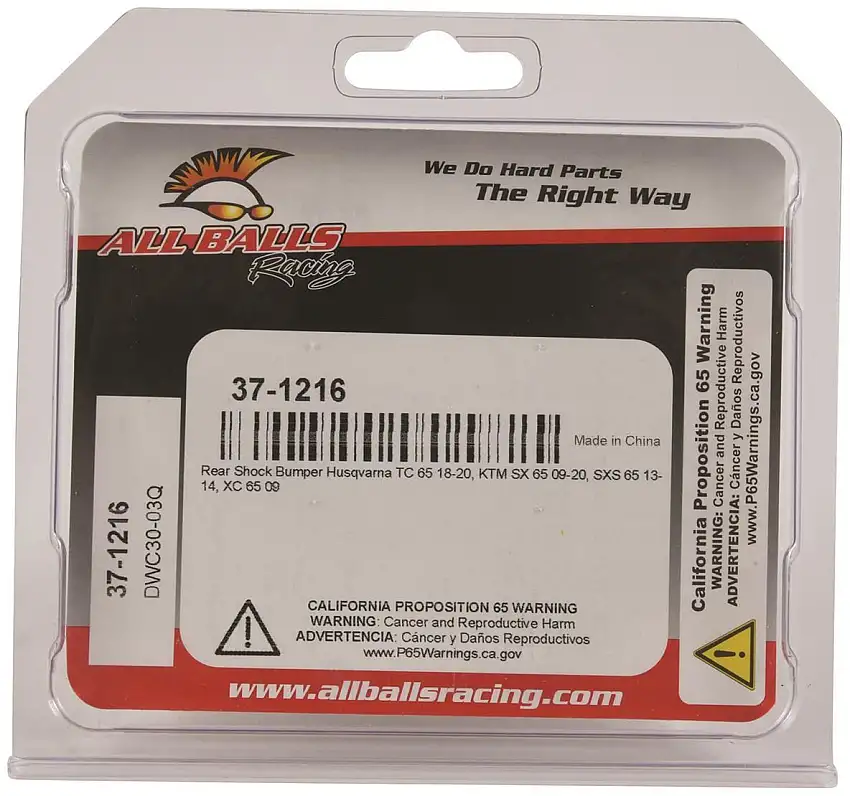 We Do Hard Parts
The Right Way
ALL BALLS
Racing
37-1216
Made in China
Rear Shock Bumper Husqvarna TC 65 18-20, KTM SX 65 09-20, SXS 65 13-
14, XC 65 09
37-1216
DWC30-03Q
CALIFORNIA PROPOSITION 65 WARNING
WARNING: Cancer and Reproductive Harm
ADVERTENCIA: Cáncer y Daños Reproductivos
www.P65Warnings.ca.gov
California Proposition 65 Warning
WARNING: Cancer and Reproductive Harm
ADVERTENCIA: Cáncer y Daños Reproductivos
www.P65Warnings.ca.gov
www.allballsracing.com